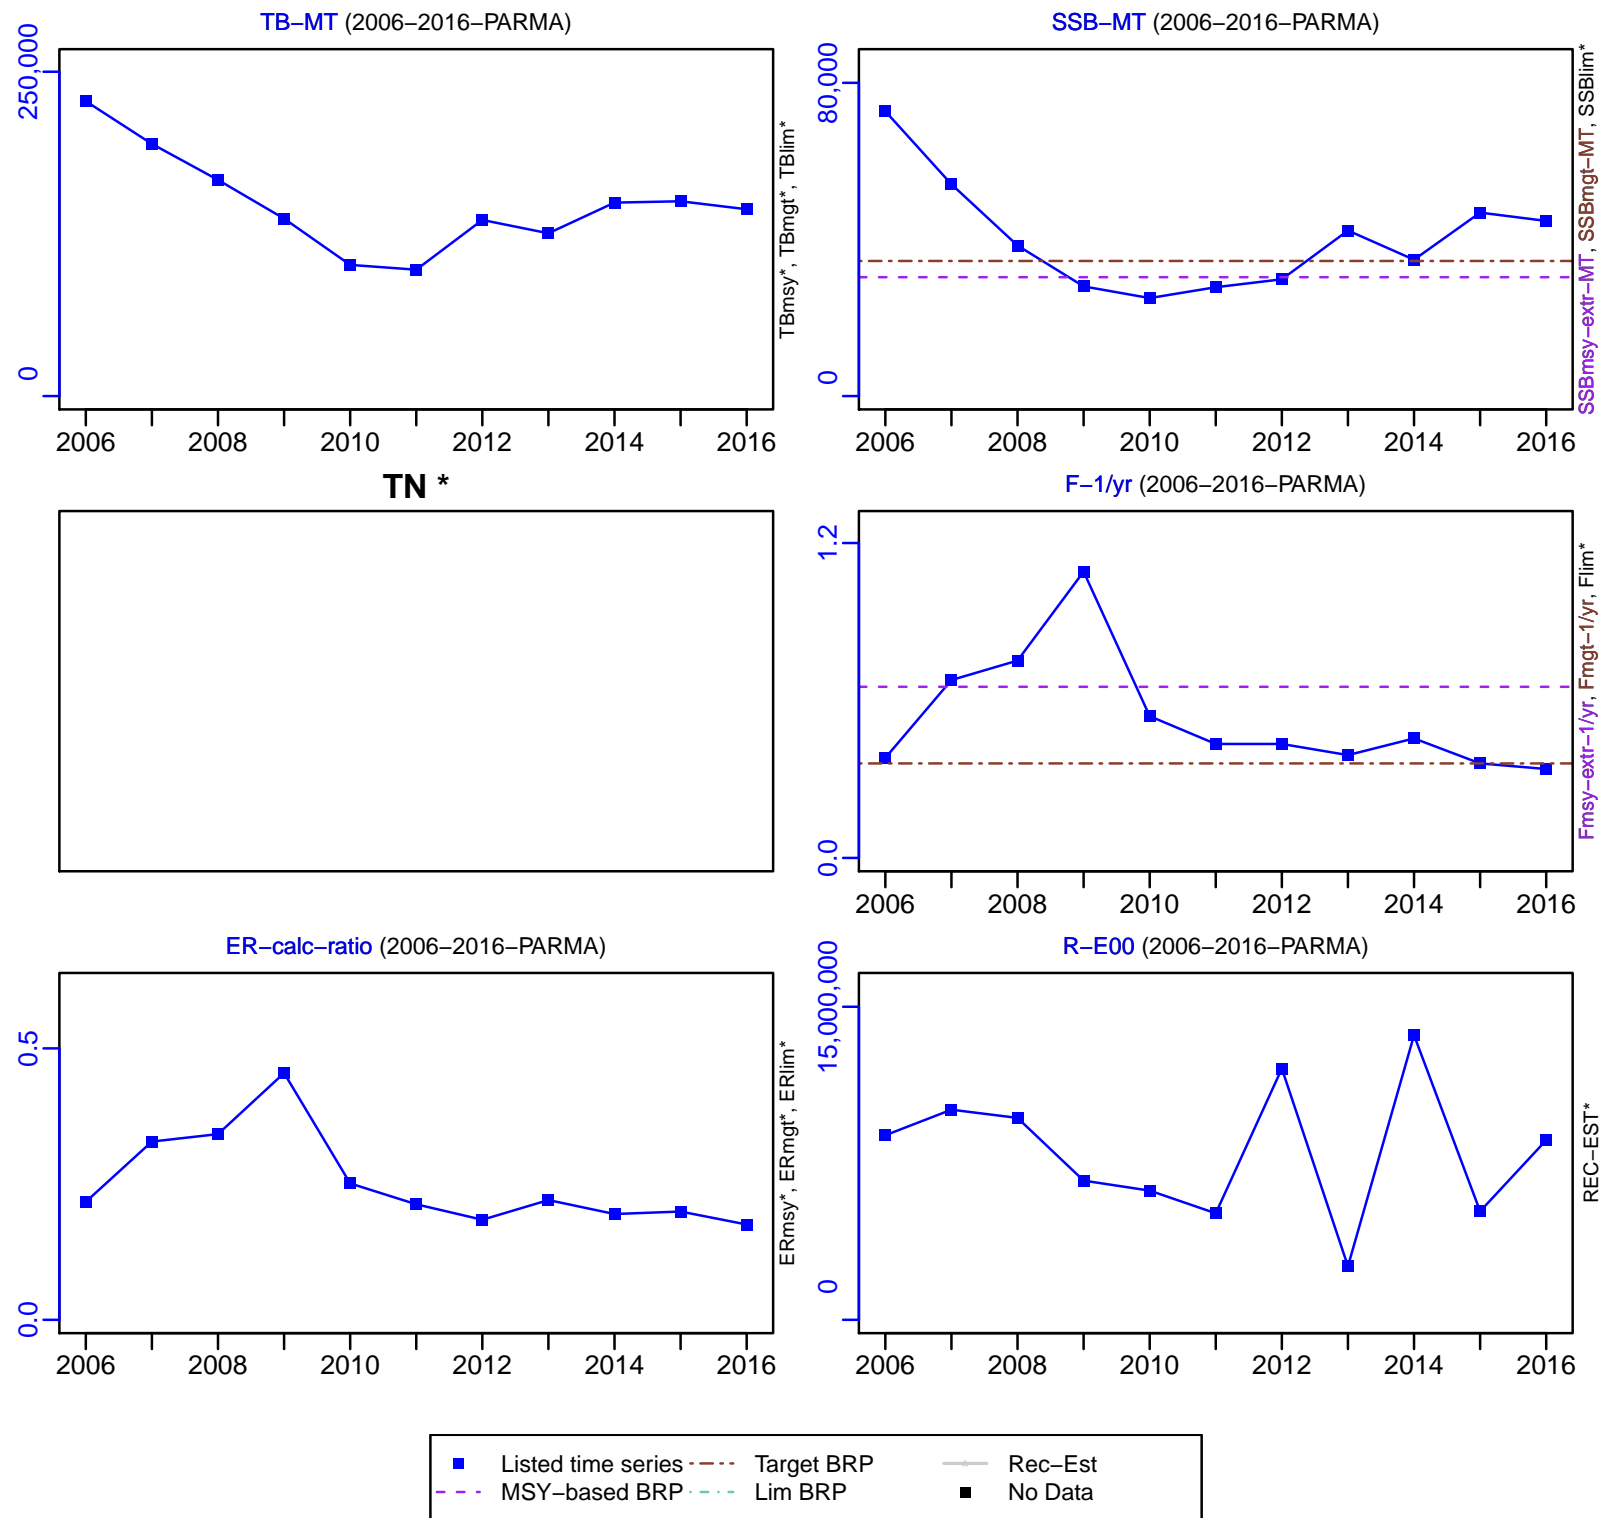 TB−MT (2006−2016−PARMA)
250,000
0
TBmsy*, TBmgt*, TBlim*
2006 2008 2010 2012 2014 2016
SSB−MT (2006−2016−PARMA)
80,000
0
SSBmsy−extr−MT, SSBmgt−MT, SSBlim*
2006 2008 2010 2012 2014 2016
TN *
F−1/yr (2006−2016−PARMA)
1.2
0.0
Fmsy−extr−1/yr, Fmgt−1/yr, Flim*
2006 2008 2010 2012 2014 2016
ER−calc−ratio (2006−2016−PARMA)
0.5
0.0
ERmsy*, ERmgt*, ERlim*
2006 2008 2010 2012 2014 2016
R−E00 (2006−2016−PARMA)
15,000,000
0
REC−EST*
2006 2008 2010 2012 2014 2016
Listed time series Target BRP Rec−Est
MSY−based BRP Lim BRP No Data